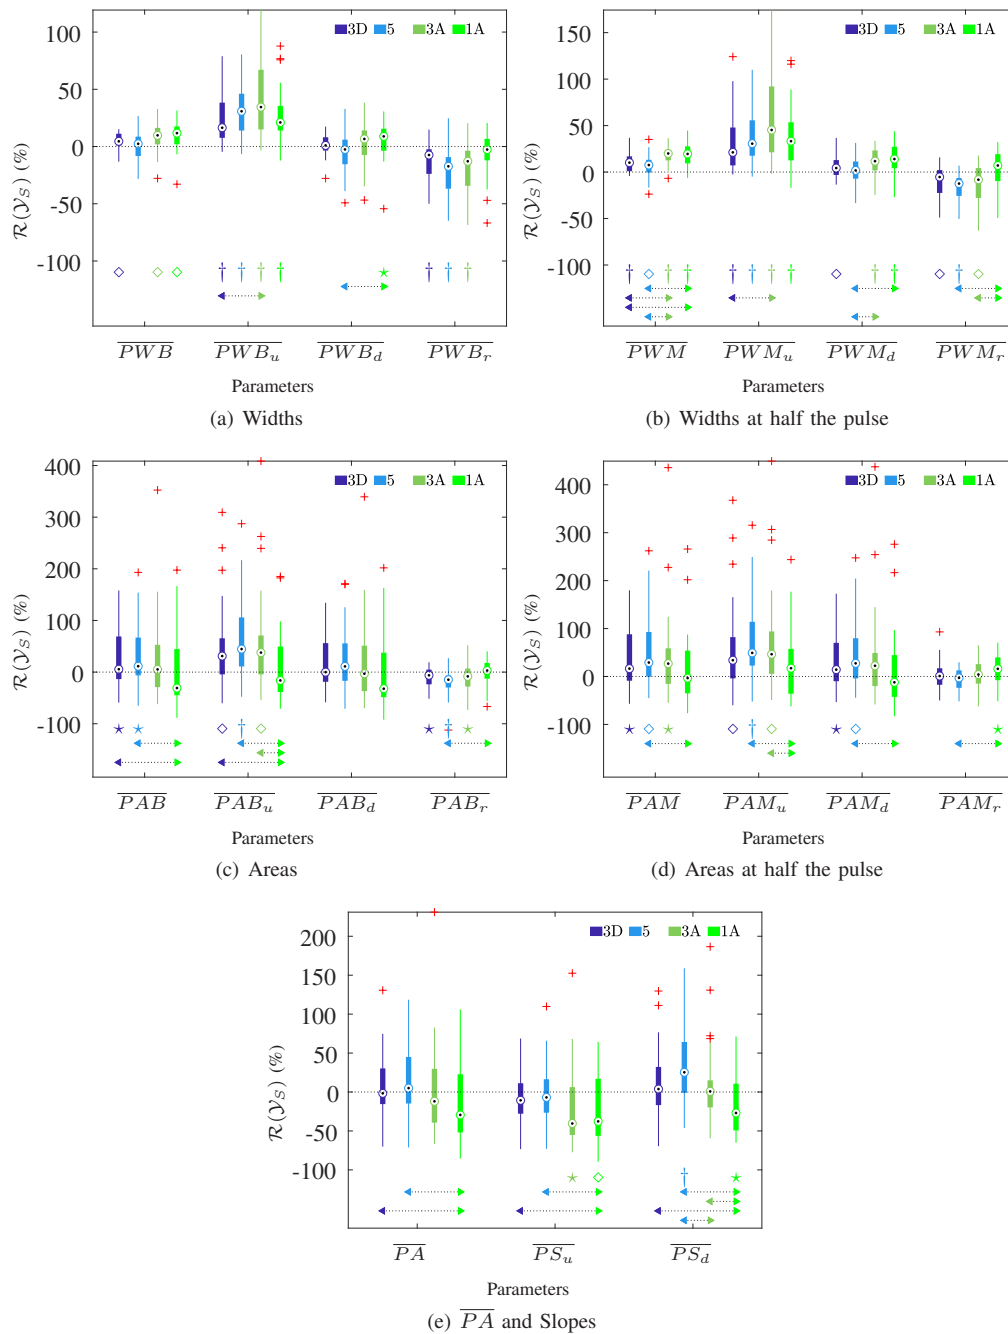 3D 5 3A 1A
100
50
0
-50
-100
R(Y_S) (%)
PWB PWB_u PWB_d PWB_r
Parameters
(a) Widths
3D 5 3A 1A
150
100
50
0
-50
-100
R(Y_S) (%)
PWM PWM_u PWM_d PWM_r
Parameters
(b) Widths at half the pulse
3D 5 3A 1A
400
300
200
100
0
-100
R(Y_S) (%)
PAB PAB_u PAB_d PAB_r
Parameters
(c) Areas
3D 5 3A 1A
400
300
200
100
0
-100
R(Y_S) (%)
PAM PAM_u PAM_d PAM_r
Parameters
(d) Areas at half the pulse
3D 5 3A 1A
200
150
100
50
0
-50
-100
R(Y_S) (%)
PA PS_u PS_d
Parameters
(e) PA and Slopes